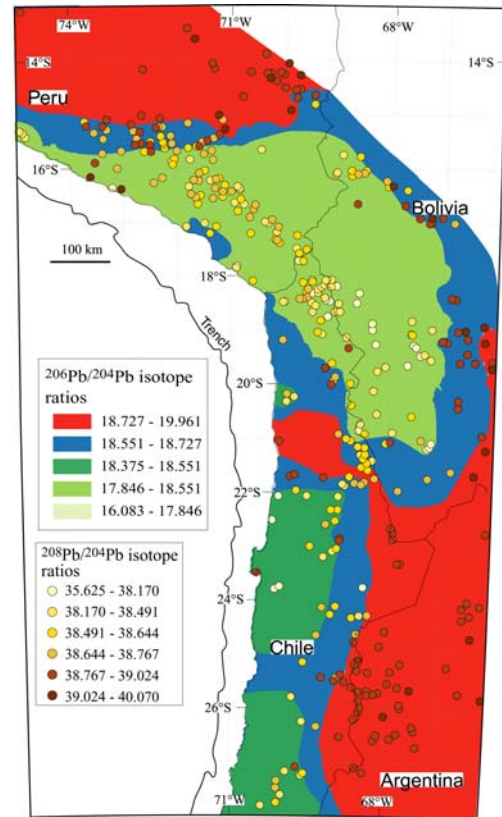 74°W
71°W
68°W
14°S
14°S
Peru
16°S
Bolivia
100 km
18°S
Trench
206Pb/204Pb isotope
ratios
18.727 - 19.961
18.551 - 18.727
18.375 - 18.551
17.846 - 18.551
16.083 - 17.846
20°S
22°S
208Pb/204Pb isotope
ratios
35.625 - 38.170
38.170 - 38.491
38.491 - 38.644
38.644 - 38.767
38.767 - 39.024
39.024 - 40.070
24°S
Chile
26°S
Argentina
71°W
68°W